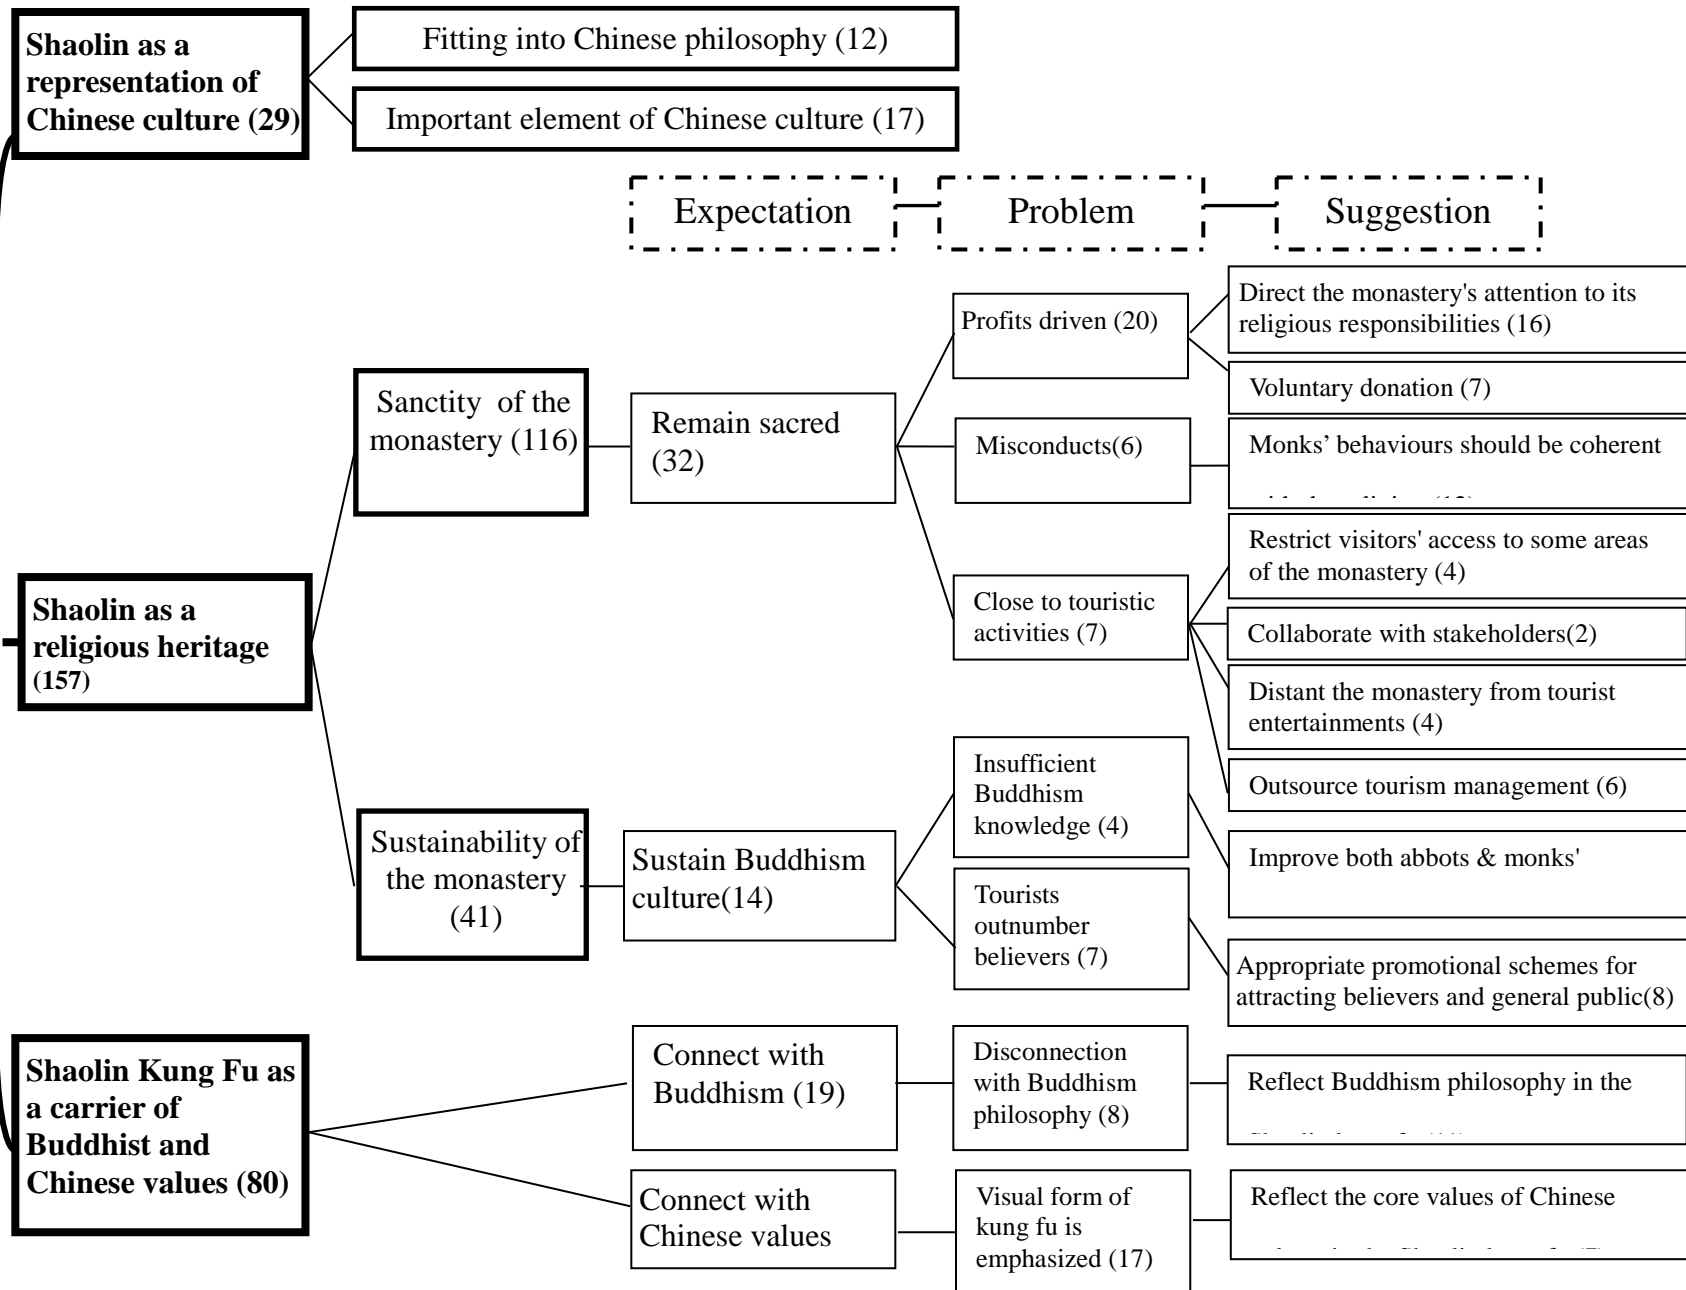 Shaolin as a
representation of
Chinese culture (29)
Fitting into Chinese philosophy (12)
Important element of Chinese culture (17)
Expectation
Problem
Suggestion
Shaolin as a
religious heritage
(157)
Sanctity of the
monastery (116)
Remain sacred
(32)
Profits driven (20)
Direct the monastery's attention to its
religious responsibilities (16)
Voluntary donation (7)
Misconducts(6)
Monks’ behaviours should be coherent
Close to touristic
activities (7)
Restrict visitors' access to some areas
of the monastery (4)
Collaborate with stakeholders(2)
Distant the monastery from tourist
entertainments (4)
Outsource tourism management (6)
Sustainability of
the monastery
(41)
Sustain Buddhism
culture(14)
Insufficient
Buddhism
knowledge (4)
Improve both abbots & monks'
Tourists
outnumber
believers (7)
Appropriate promotional schemes for
attracting believers and general public(8)
Shaolin Kung Fu as
a carrier of
Buddhist and
Chinese values (80)
Connect with
Buddhism (19)
Disconnection
with Buddhism
philosophy (8)
Reflect Buddhism philosophy in the
Connect with
Chinese values
Visual form of
kung fu is
emphasized (17)
Reflect the core values of Chinese